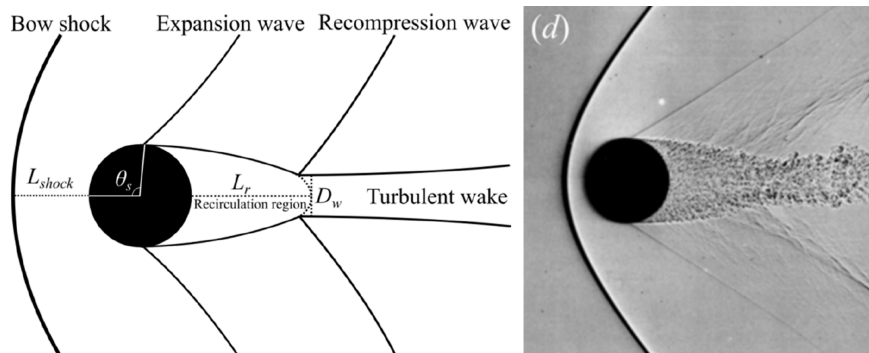 Bow shock Expansion wave Recompression wave (d)
L_shock θ_s L_r D_w Turbulent wake
Recirculation region